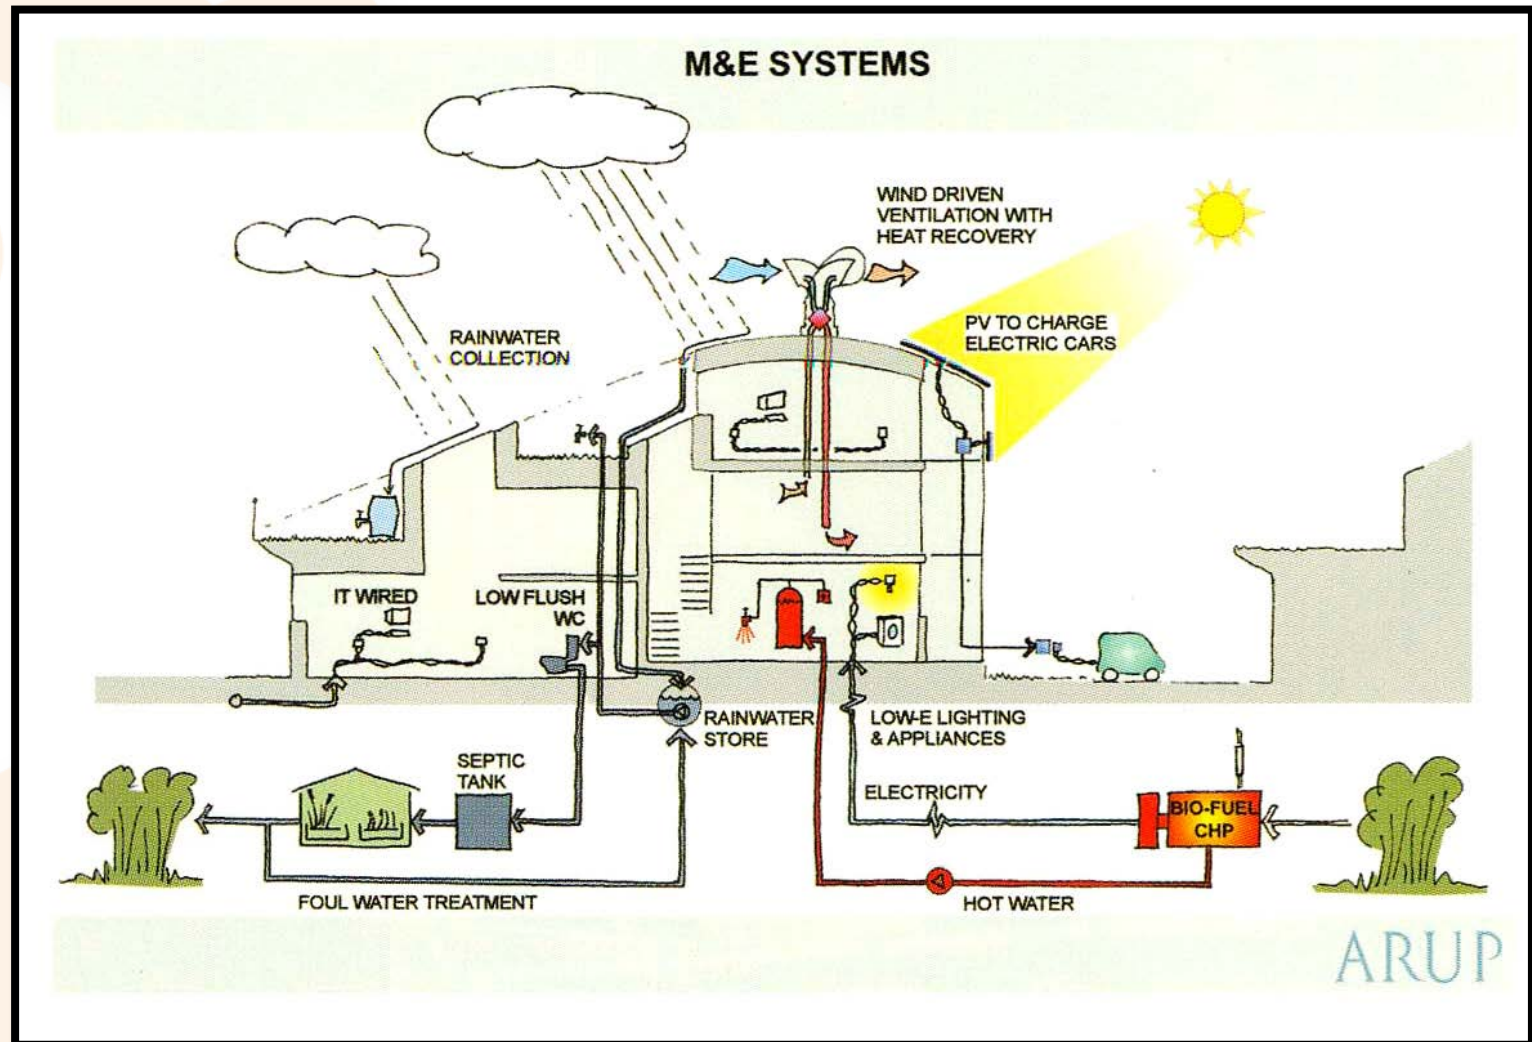 M&E SYSTEMS
WIND DRIVEN
VENTILATION WITH
HEAT RECOVERY
RAINWATER
COLLECTION
PV TO CHARGE
ELECTRIC CARS
IT WIRED
LOW FLUSH
WC
RAINWATER
STORE
LOW-E LIGHTING
& APPLIANCES
SEPTIC
TANK
ELECTRICITY
BIO-FUEL
CHP
FOUL WATER TREATMENT
HOT WATER
ARUP